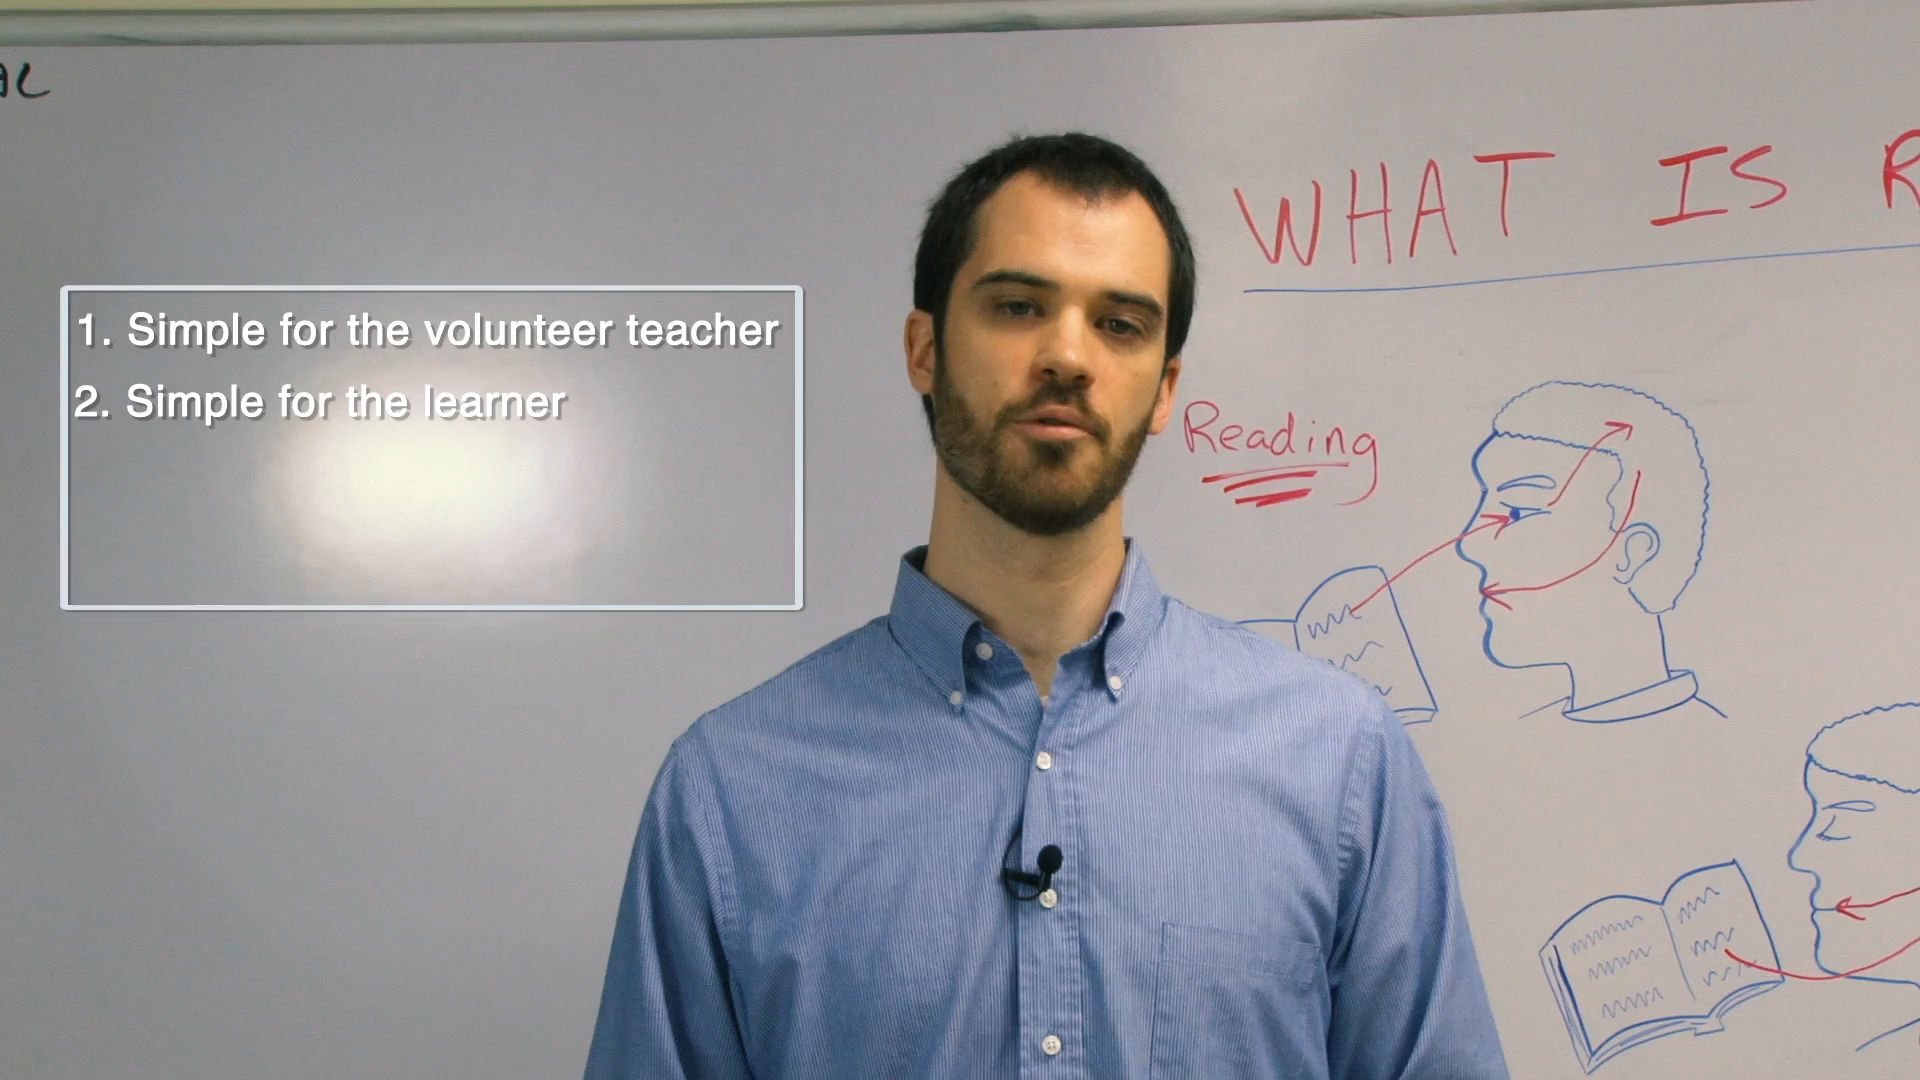 1. Simple for the volunteer teacher
2. Simple for the learner
WHAT IS R
Reading